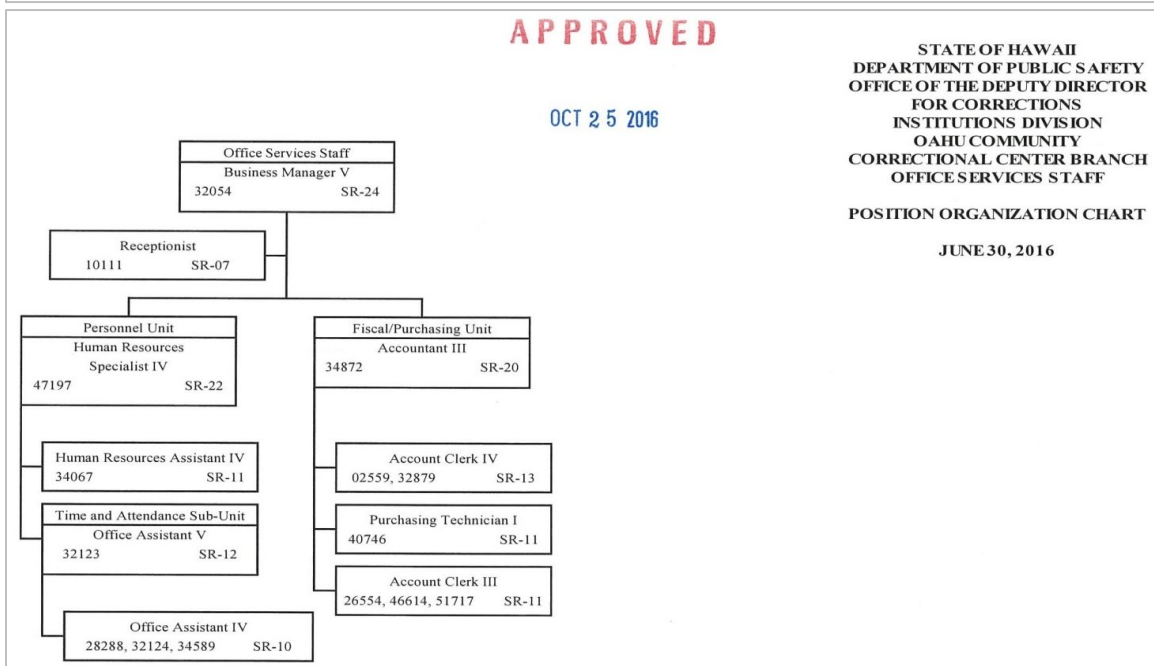 APPROVED
OCT 25 2016
STATE OF HAWAII
DEPARTMENT OF PUBLIC SAFETY
OFFICE OF THE DEPUTY DIRECTOR
FOR CORRECTIONS
INSTITUTIONS DIVISION
OAHU COMMUNITY
CORRECTIONAL CENTER BRANCH
OFFICE SERVICES STAFF
POSITION ORGANIZATION CHART
JUNE 30, 2016
Office Services Staff
Business Manager V
32054 SR-24
Receptionist
10111 SR-07
Personnel Unit
Human Resources
Specialist IV
47197 SR-22
Human Resources Assistant IV
34067 SR-11
Time and Attendance Sub-Unit
Office Assistant V
32123 SR-12
Office Assistant IV
28288, 32124, 34589 SR-10
Fiscal/Purchasing Unit
Accountant III
34872 SR-20
Account Clerk IV
02559, 32879 SR-13
Purchasing Technician I
40746 SR-11
Account Clerk III
26554, 46614, 51717 SR-11